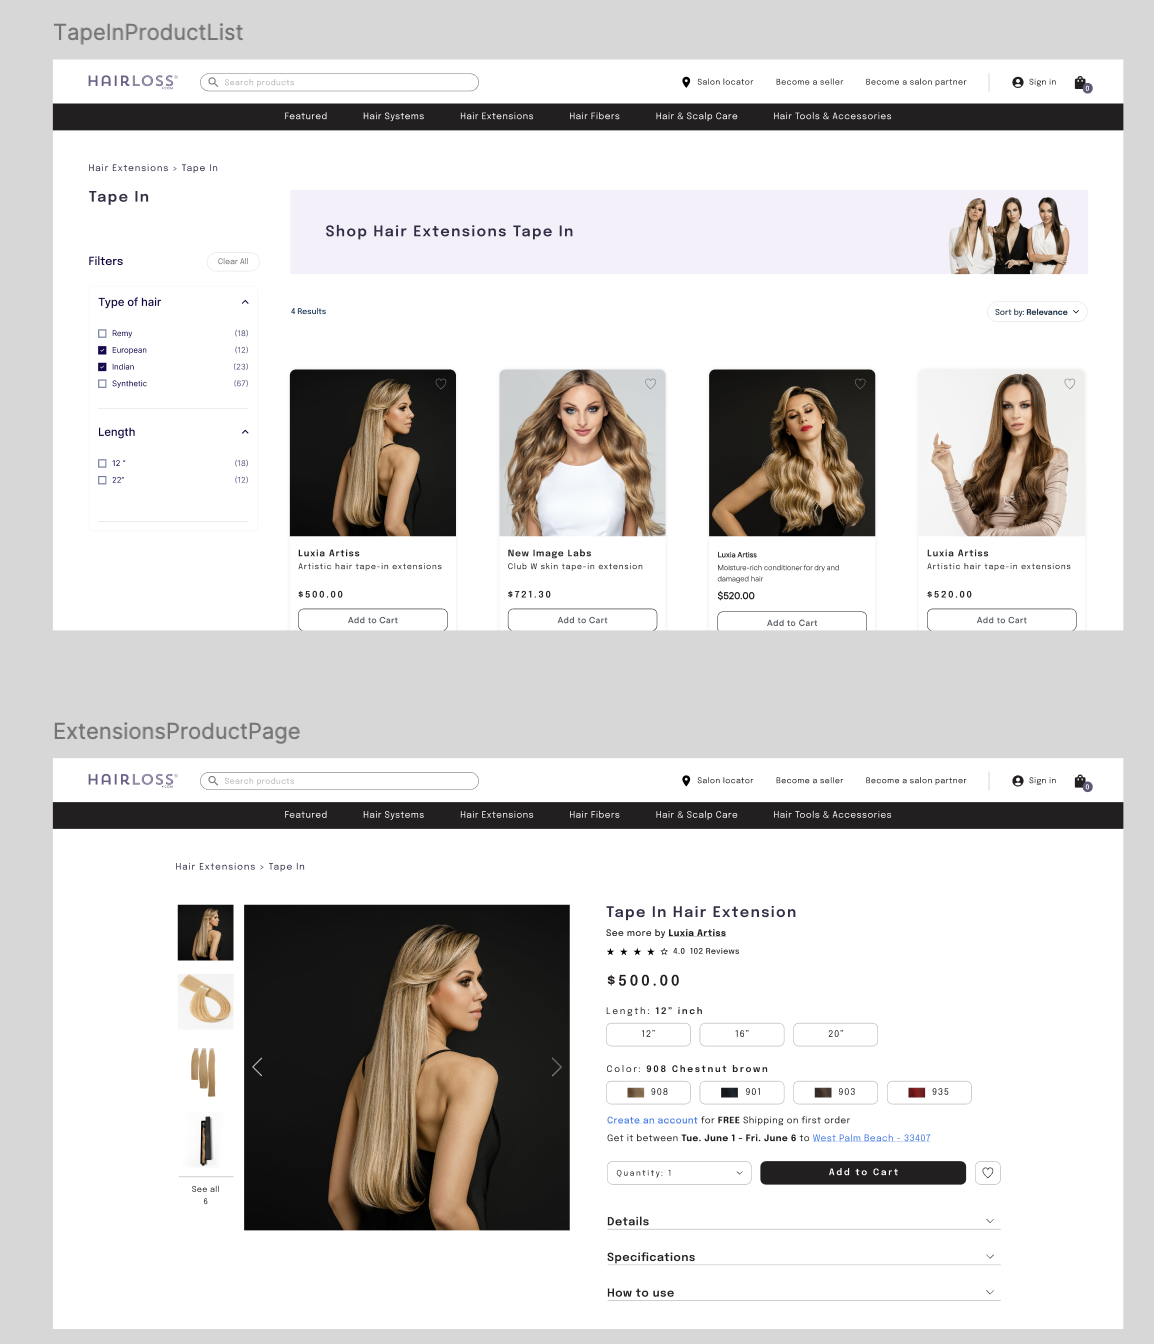 TapeInProductList
HAIRLOSS
.COM
Search products
Salon locator
Become a seller
Become a salon partner
Sign in
0
Featured
Hair Systems
Hair Extensions
Hair Fibers
Hair & Scalp Care
Hair Tools & Accessories
Hair Extensions > Tape In
Tape In
Shop Hair Extensions Tape In
Filters
Clear All
Type of hair
Remy (18)
European (12)
Indian (23)
Synthetic (67)
Length
12 " (18)
22" (12)
4 Results
Sort by: Relevance
Luxia Artiss
Artistic hair tape-in extensions
$500.00
Add to Cart
New Image Labs
Club W skin tape-in extension
$721.30
Add to Cart
Luxia Artiss
Moisture-rich conditioner for dry and
damaged hair
$520.00
Add to Cart
Luxia Artiss
Artistic hair tape-in extensions
$520.00
Add to Cart
ExtensionsProductPage
HAIRLOSS
.COM
Search products
Salon locator
Become a seller
Become a salon partner
Sign in
0
Featured
Hair Systems
Hair Extensions
Hair Fibers
Hair & Scalp Care
Hair Tools & Accessories
Hair Extensions > Tape In
See all
6
Tape In Hair Extension
See more by Luxia Artiss
4.0 102 Reviews
$500.00
Length: 12" inch
12"
16"
20"
Color: 908 Chestnut brown
908
901
903
935
Create an account for FREE Shipping on first order
Get it between Tue. June 1 - Fri. June 6 to West Palm Beach - 33407
Quantity: 1
Add to Cart
Details
Specifications
How to use